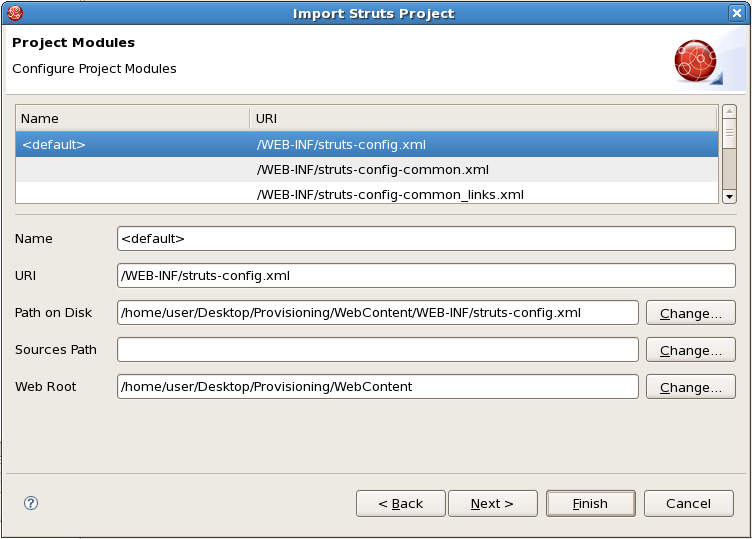 Import Struts Project
Project Modules
Configure Project Modules
Name URI
<default> /WEB-INF/struts-config.xml
/WEB-INF/struts-config-common.xml
/WEB-INF/struts-config-common_links.xml
Name <default>
URI /WEB-INF/struts-config.xml
Path on Disk /home/user/Desktop/Provisioning/WebContent/WEB-INF/struts-config.xml Change...
Sources Path Change...
Web Root /home/user/Desktop/Provisioning/WebContent Change...
? < Back Next > Finish Cancel